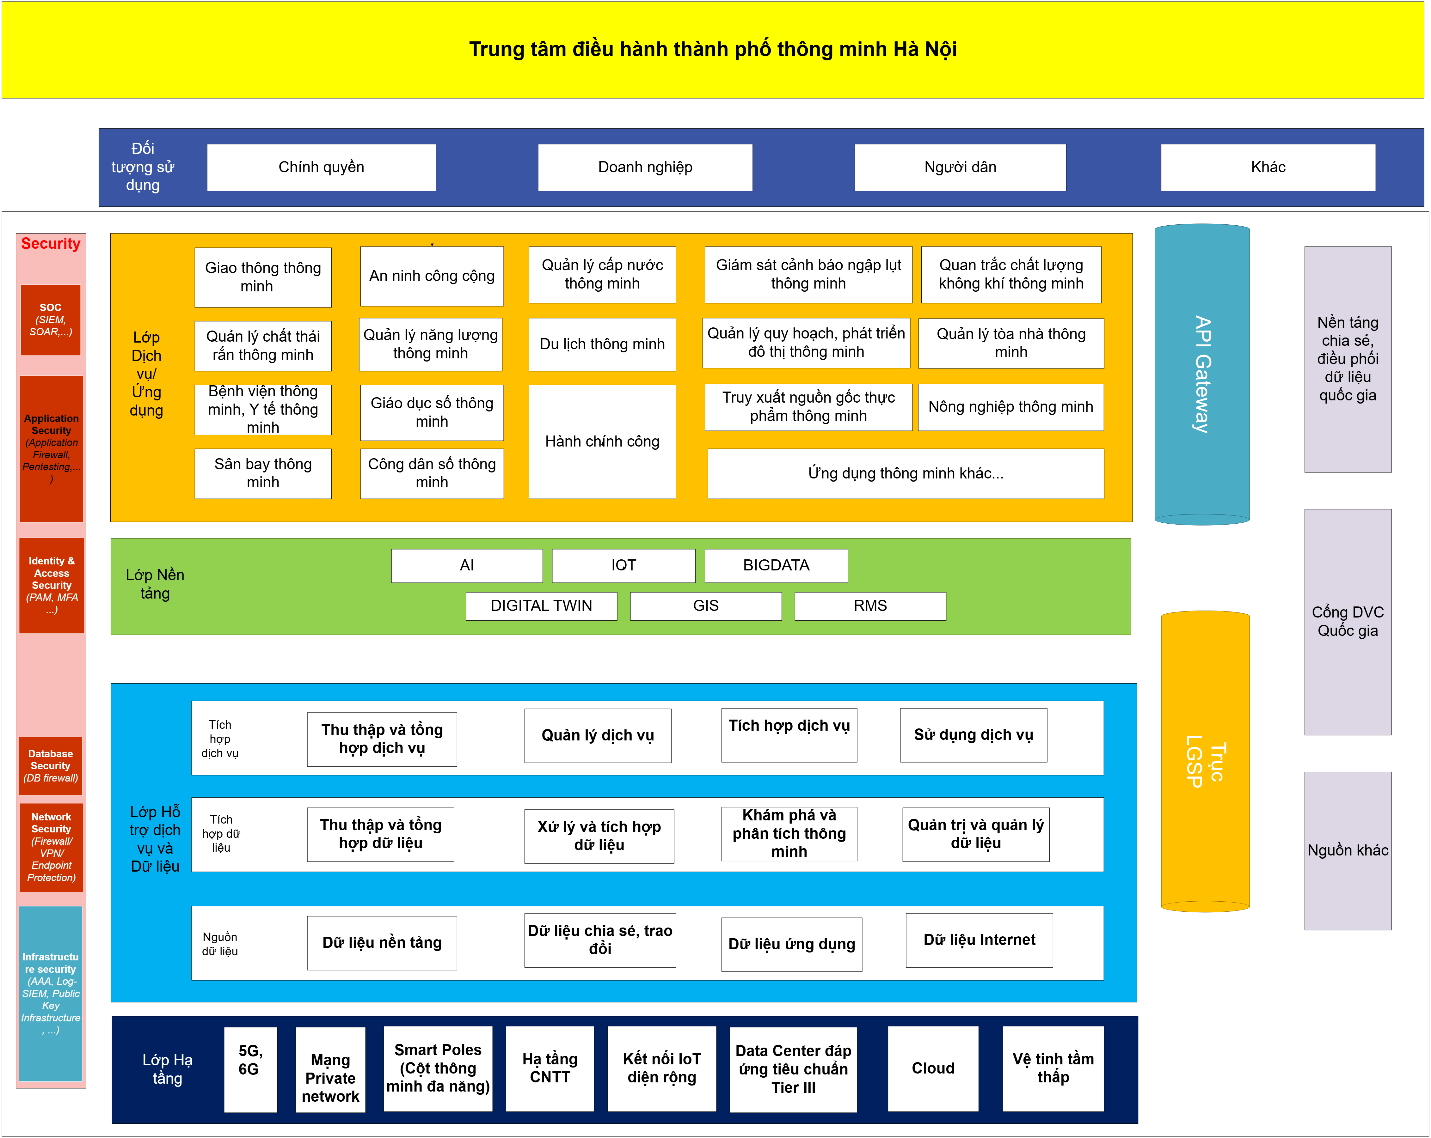 Trung tâm điều hành thành phố thông minh Hà Nội
Đối
tượng sử
dụng
Chính quyền
Doanh nghiệp
Người dân
Khác
Security
SOC
(SIEM,
SOAR,...)
Application
Security
(Application
Firewall,
Pentesting,...
)
Identity &
Access
Security
(PAM, MFA
...)
Database
Security
(DB firewall)
Network
Security
(Firewall/
VPN/
Endpoint
Protection)
Infrastructu
re security
(AAA, Log-
SIEM, Public
Key
Infrastructure
, ...)
Lớp
Dịch
vụ/
Ứng
dụng
Giao thông thông
minh
An ninh công cộng
Quản lý cấp nước
thông minh
Giám sát cảnh báo ngập lụt
thông minh
Quan trắc chất lượng
không khí thông minh
Quản lý chất thải
rắn thông minh
Quản lý năng lượng
thông minh
Du lịch thông minh
Quản lý quy hoạch, phát triển
đô thị thông minh
Quản lý tòa nhà thông
minh
Bệnh viện thông
minh, Y tế thông
minh
Giáo dục số thông
minh
Hành chính công
Truy xuất nguồn gốc thực
phẩm thông minh
Nông nghiệp thông minh
Sân bay thông
minh
Công dân số thông
minh
Ứng dụng thông minh khác...
Lớp Nền
tảng
AI
IOT
BIGDATA
DIGITAL TWIN
GIS
RMS
Lớp Hỗ
trợ dịch
vụ và
Dữ liệu
Tích
hợp
dịch vụ
Thu thập và tổng
hợp dịch vụ
Quản lý dịch vụ
Tích hợp dịch vụ
Sử dụng dịch vụ
Tích
hợp dữ
liệu
Thu thập và tổng
hợp dữ liệu
Xử lý và tích hợp
dữ liệu
Khám phá và
phân tích thông
minh
Quản trị và quản lý
dữ liệu
Nguồn
dữ liệu
Dữ liệu nền tảng
Dữ liệu chia sẻ, trao
đổi
Dữ liệu ứng dụng
Dữ liệu Internet
Lớp Hạ
tầng
5G,
6G
Mạng
Private
network
Smart Poles
(Cột thông
minh đa năng)
Hạ tầng
CNTT
Kết nối IoT
diện rộng
Data Center đáp
ứng tiêu chuẩn
Tier III
Cloud
Vệ tinh tầm
thấp
API Gateway
Trục
LGSP
Nền tảng
chia sẻ,
điều phối
dữ liệu
quốc gia
Cổng DVC
Quốc gia
Nguồn khác